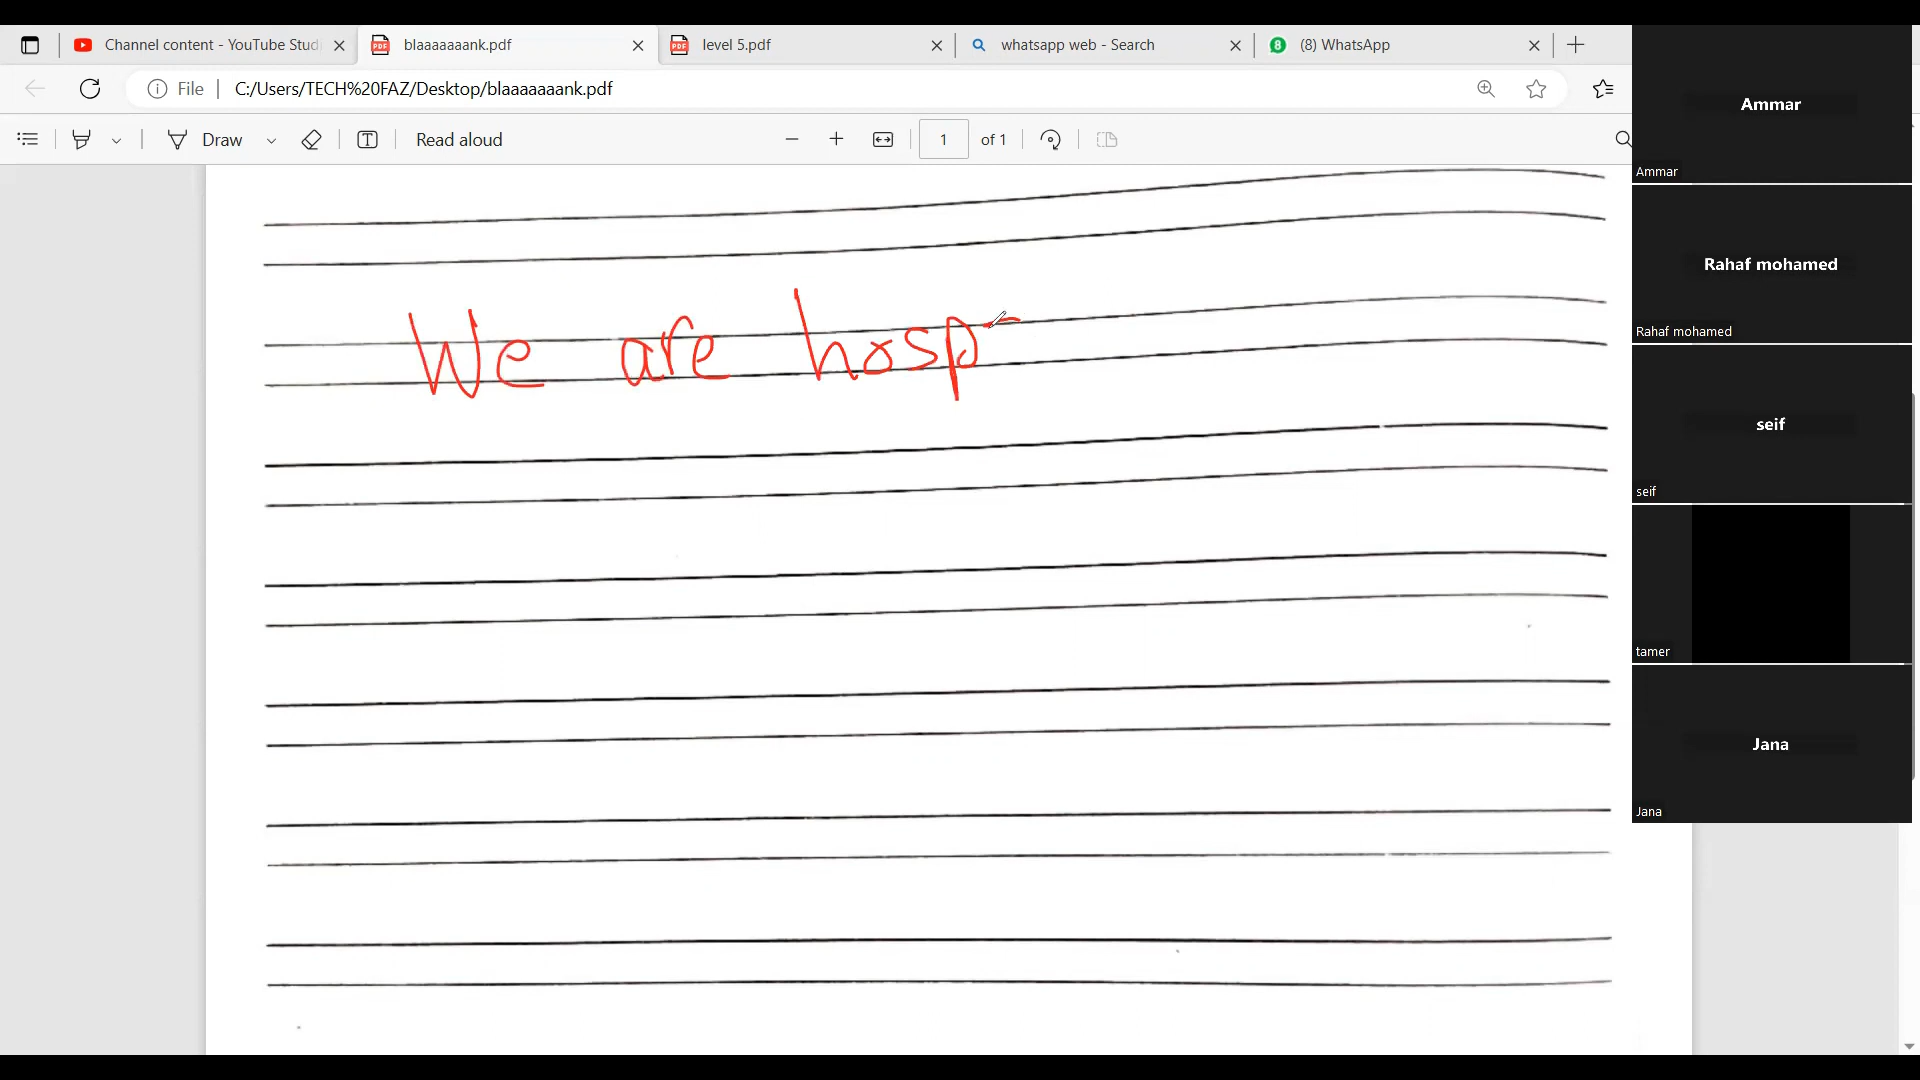 Channel content - YouTube Studi
blaaaaaaank.pdf
level 5.pdf
whatsapp web - Search
8
(8) WhatsApp
File
C:/Users/TECH%20FAZ/Desktop/blaaaaaaank.pdf
Draw
Read aloud
1
of 1
We are hosp
Ammar
Ammar
Rahaf mohamed
Rahaf mohamed
seif
seif
tamer
Jana
Jana